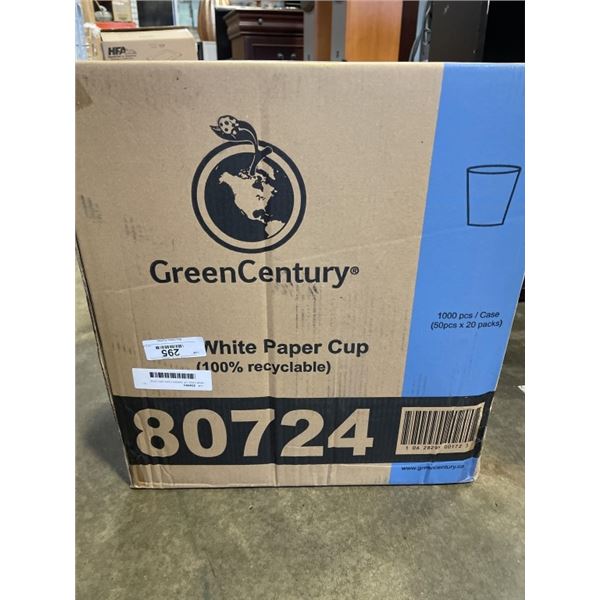 HFA
GreenCentury®
1000 pcs / Case
(50pcs x 20 packs)
295
White Paper Cup
(100% recyclable)
80724
www.greencentury.ca